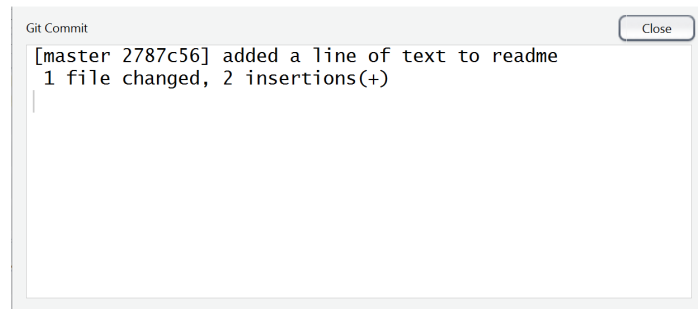 Git Commit
Close
[master 2787c56] added a line of text to readme
1 file changed, 2 insertions(+)